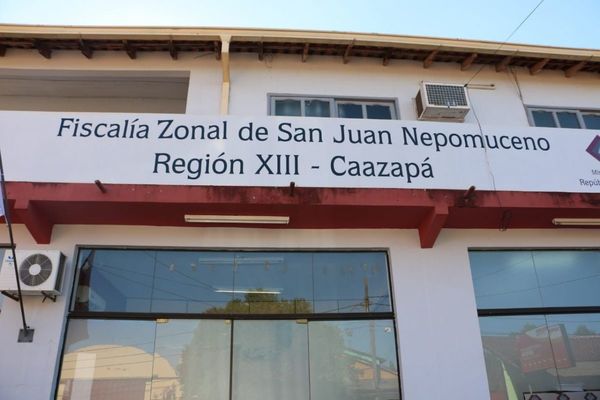 Fiscalía Zonal de San Juan Nepomuceno
Región XIII - Caazapá